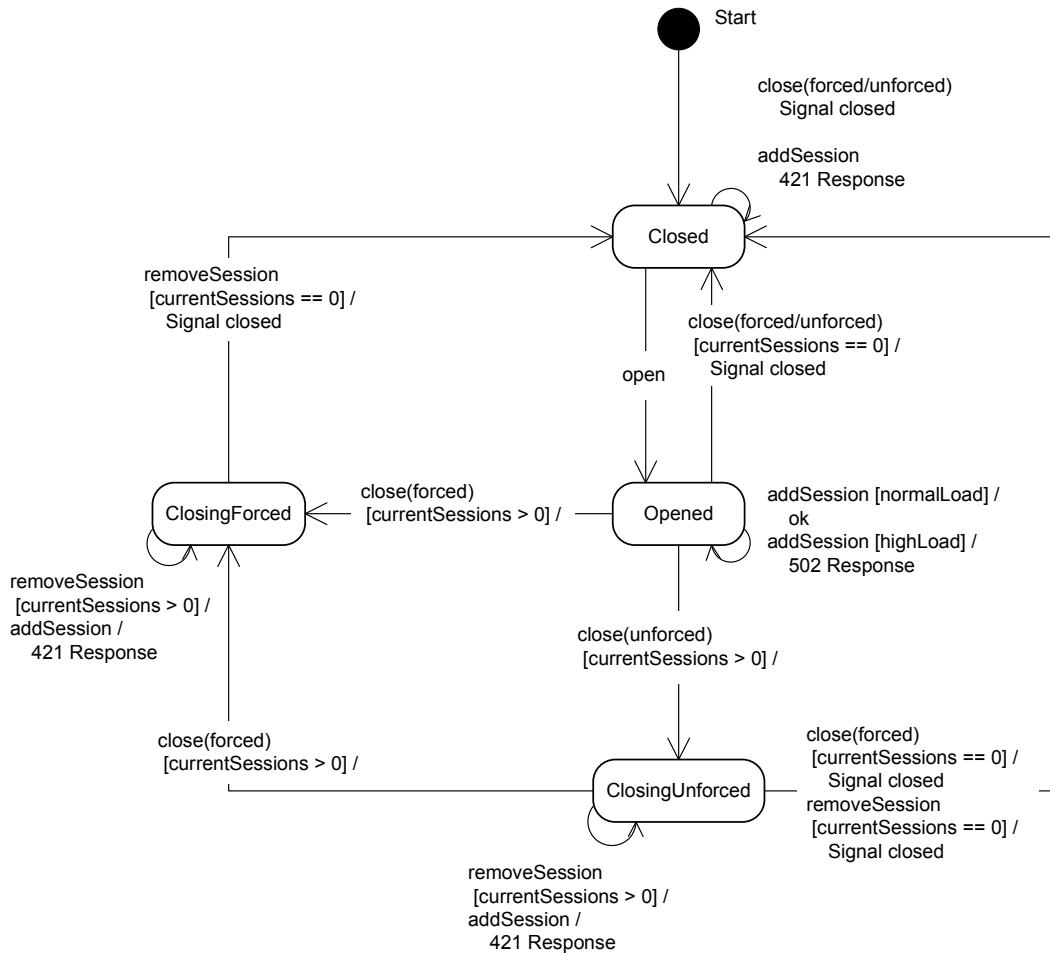 Start
close(forced/unforced)
Signal closed
addSession
421 Response
Closed
removeSession
[currentSessions == 0] /
Signal closed
close(forced/unforced)
[currentSessions == 0] /
Signal closed
open
ClosingForced
close(forced)
[currentSessions > 0] /
Opened
addSession [normalLoad] /
ok
addSession [highLoad] /
502 Response
removeSession
[currentSessions > 0] /
addSession /
421 Response
close(unforced)
[currentSessions > 0] /
close(forced)
[currentSessions > 0] /
ClosingUnforced
close(forced)
[currentSessions == 0] /
Signal closed
removeSession
[currentSessions == 0] /
Signal closed
removeSession
[currentSessions > 0] /
addSession /
421 Response